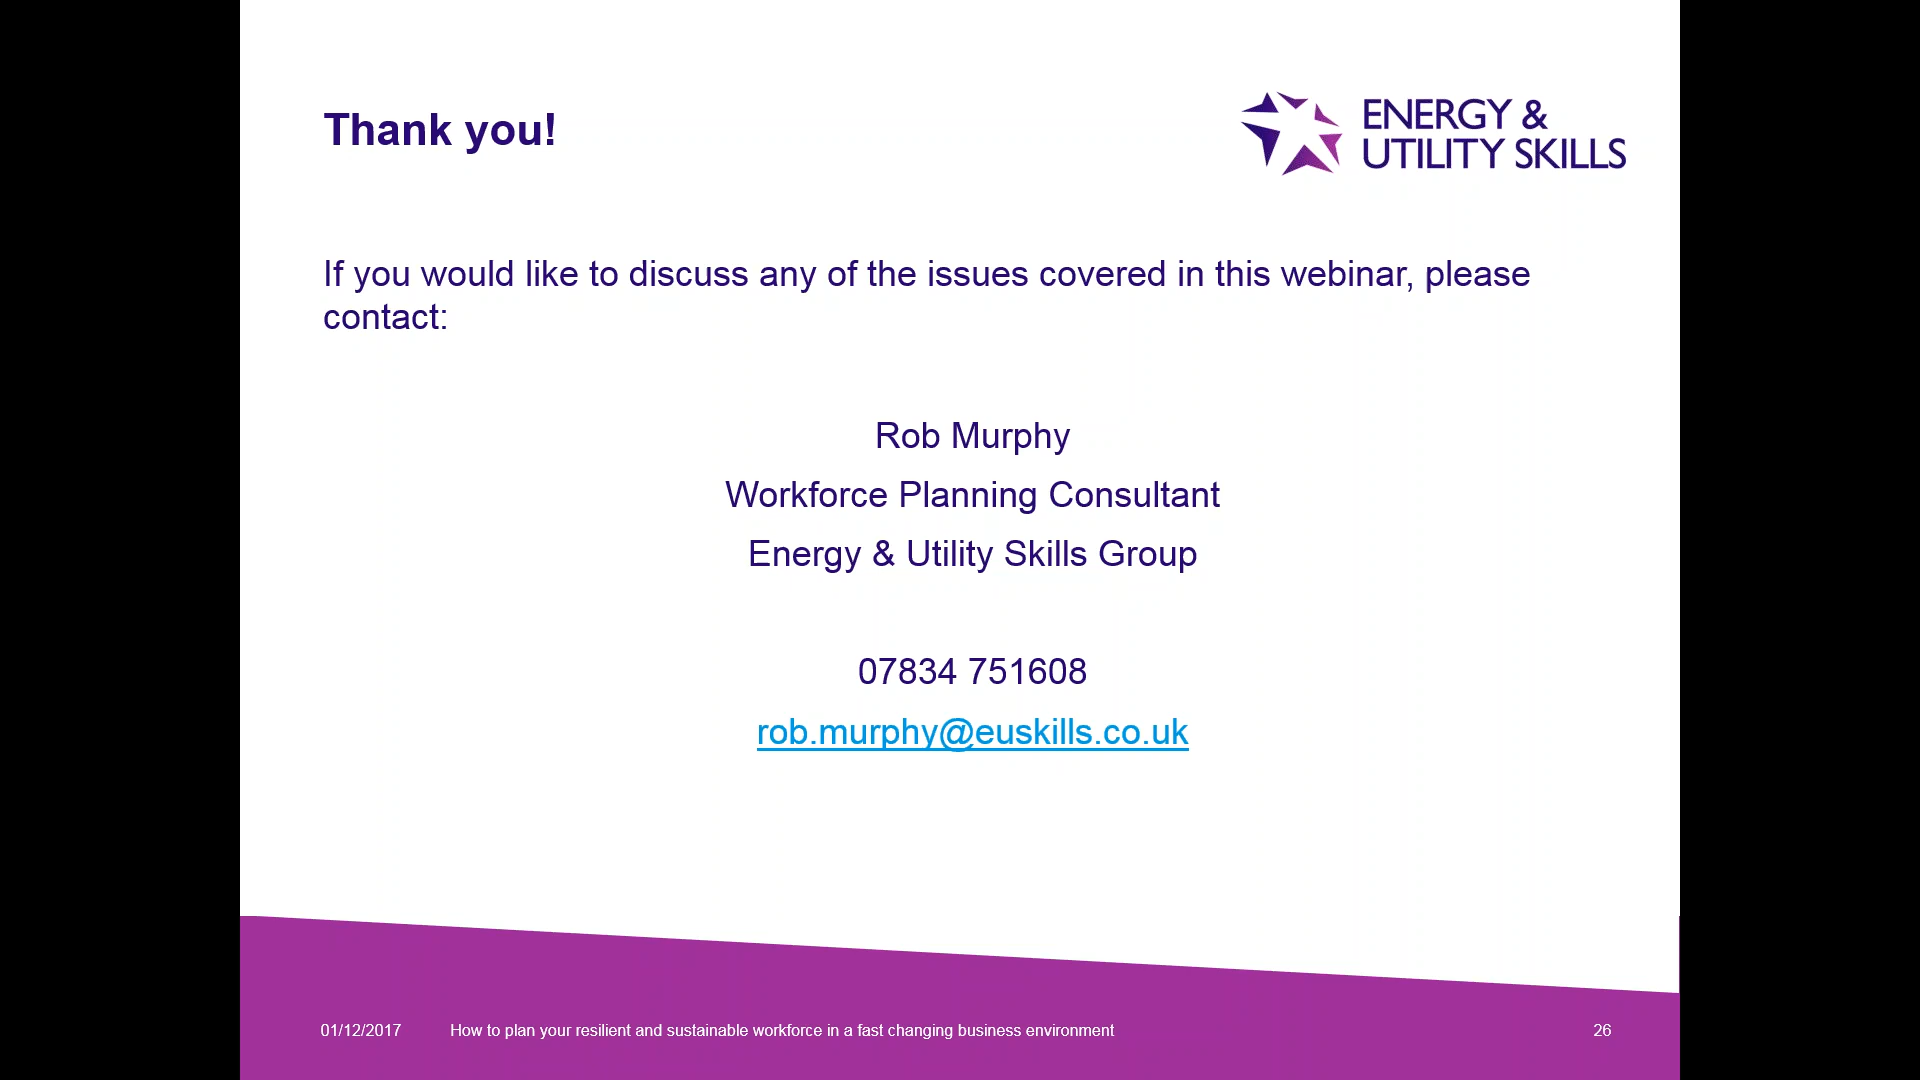 Thank you!
ENERGY &
UTILITY SKILLS
If you would like to discuss any of the issues covered in this webinar, please
contact:
Rob Murphy
Workforce Planning Consultant
Energy & Utility Skills Group
07834 751608
rob.murphy@euskills.co.uk
01/12/2017 How to plan your resilient and sustainable workforce in a fast changing business environment 26